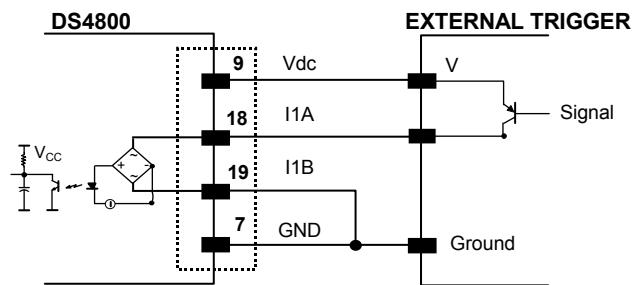 DS4800
EXTERNAL TRIGGER
9 Vdc V
18 I1A Signal
VCC
19 I1B
7 GND Ground